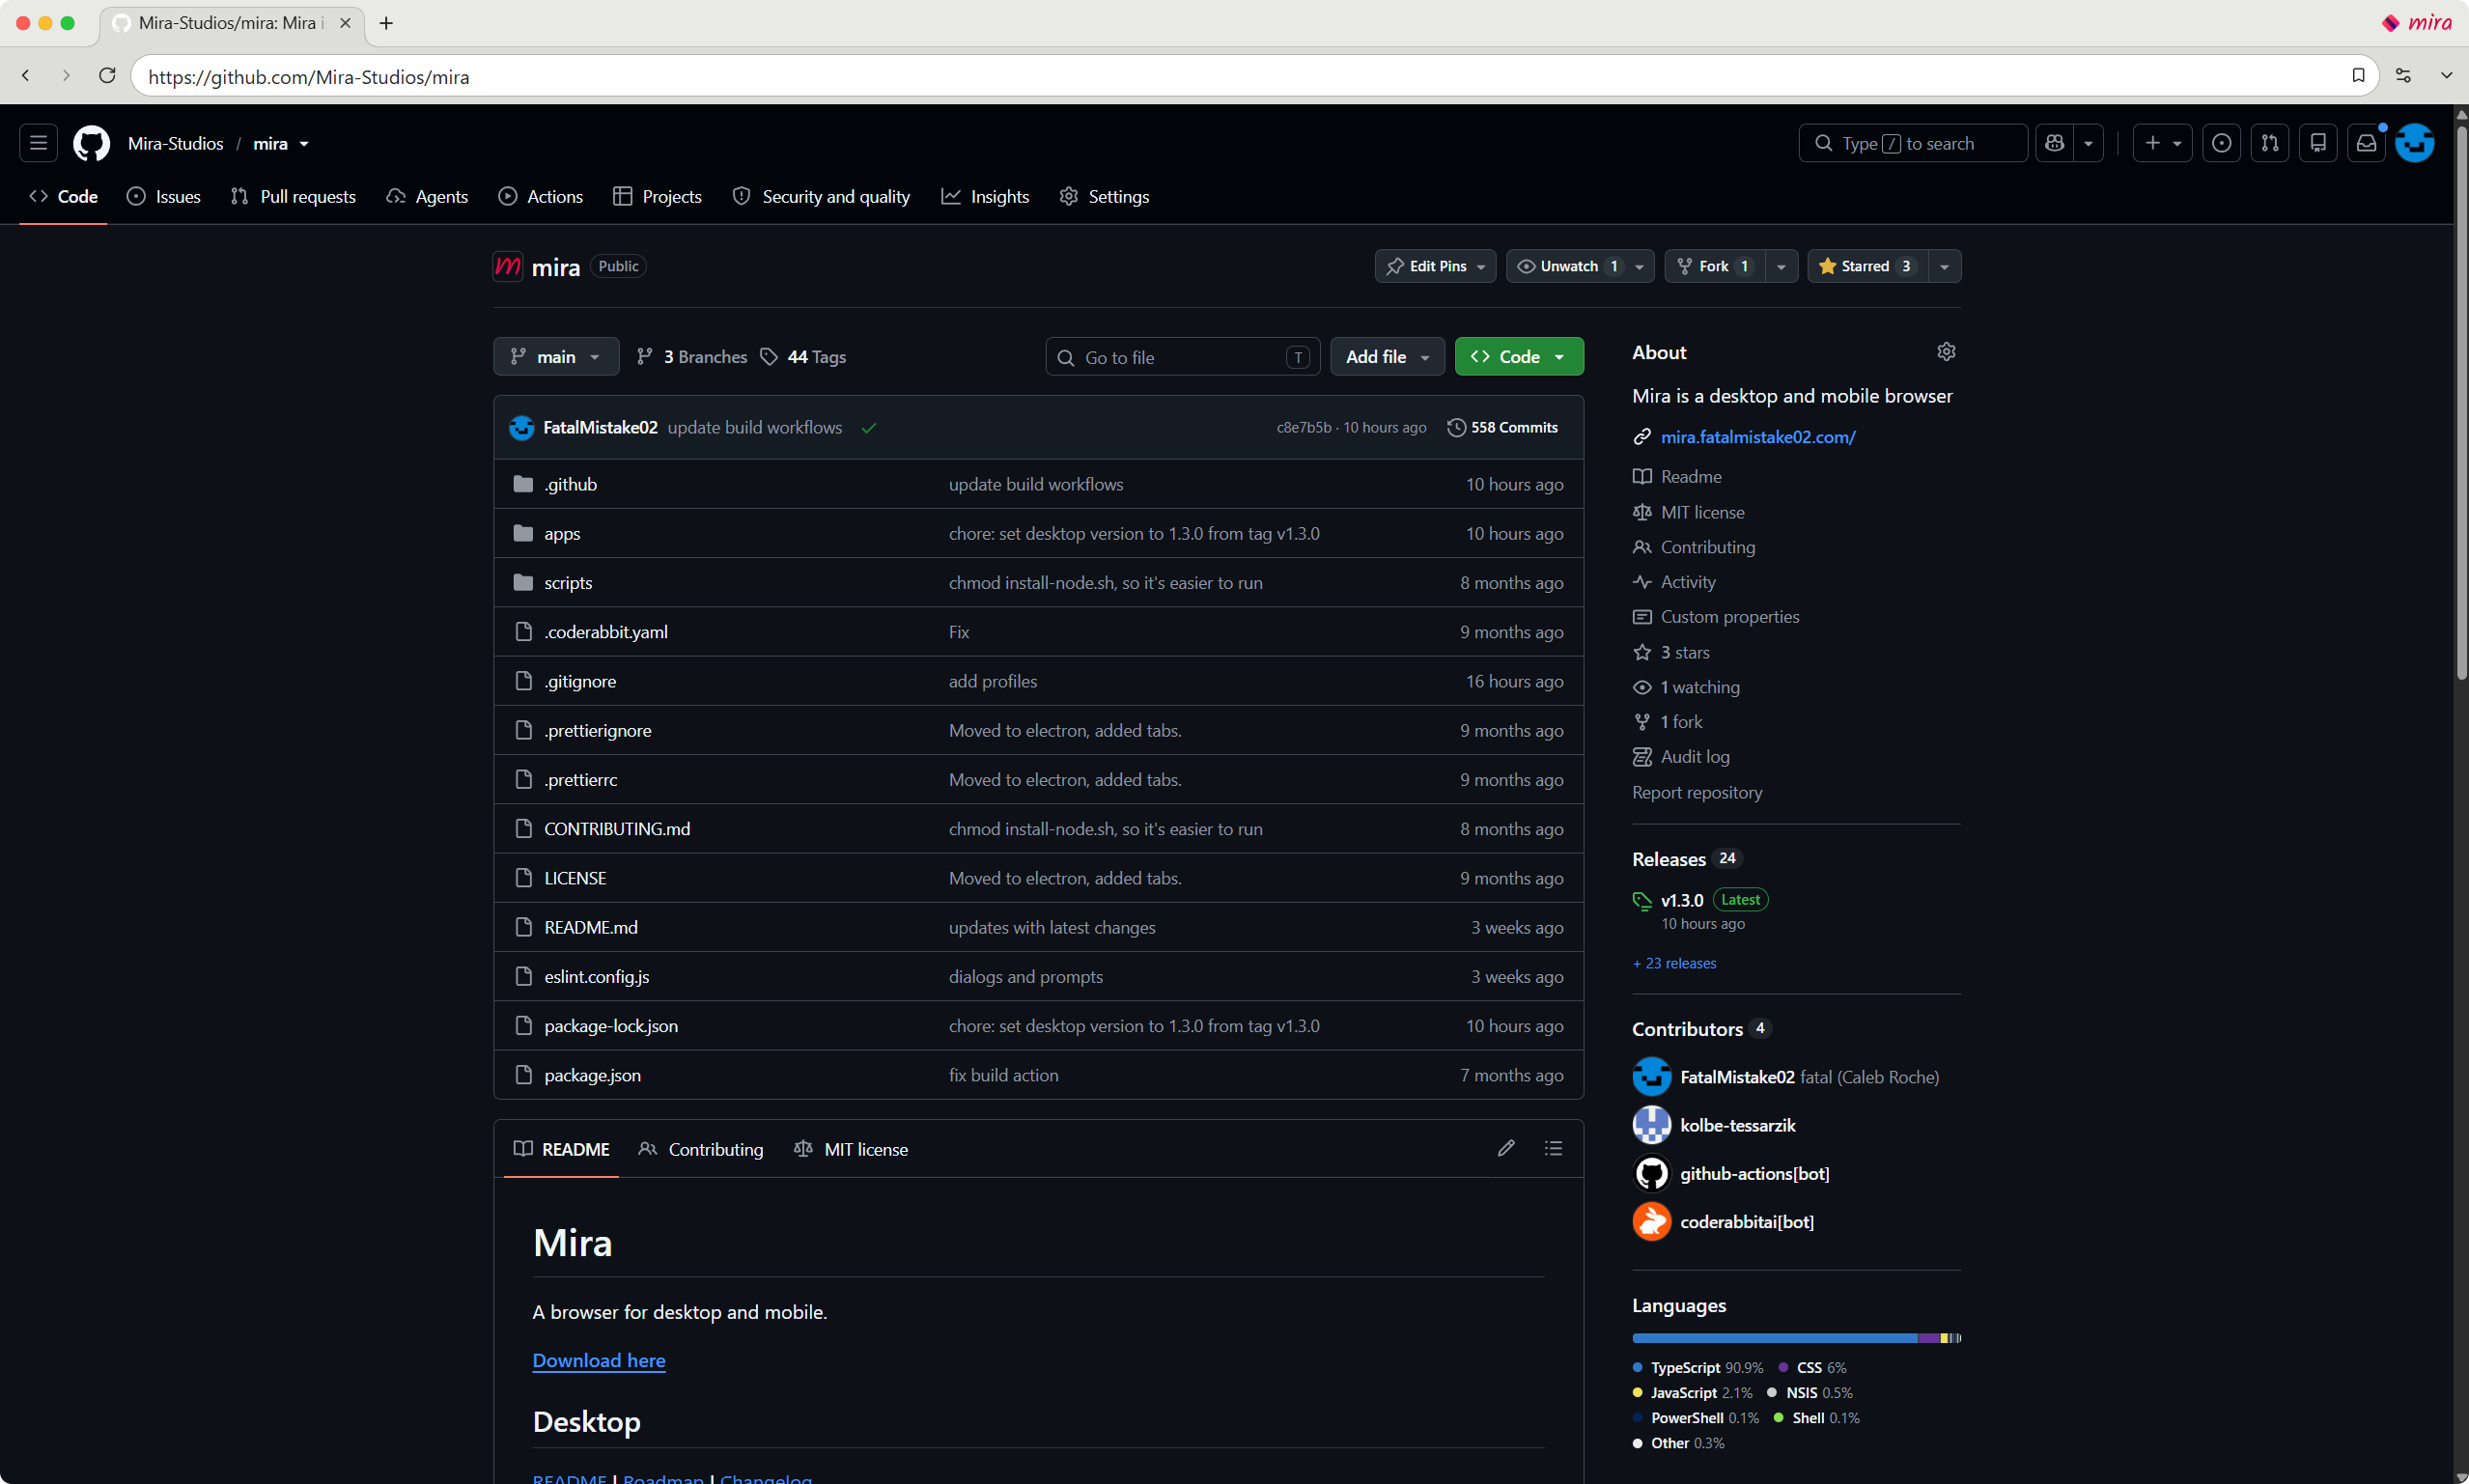 Mira-Studios/mira: Mira is
mira
https://github.com/Mira-Studios/mira
Mira-Studios / mira
Type / to search
Code Issues Pull requests Agents Actions Projects Security and quality Insights Settings
mira Public
Edit Pins Unwatch 1 Fork 1 Starred 3
main 3 Branches 44 Tags Go to file T Add file Code
FatalMistake02 update build workflows c8e7b5b · 10 hours ago 558 Commits
.github update build workflows 10 hours ago
apps chore: set desktop version to 1.3.0 from tag v1.3.0 10 hours ago
scripts chmod install-node.sh, so it's easier to run 8 months ago
.coderabbit.yaml Fix 9 months ago
.gitignore add profiles 16 hours ago
.prettierignore Moved to electron, added tabs. 9 months ago
.prettierrc Moved to electron, added tabs. 9 months ago
CONTRIBUTING.md chmod install-node.sh, so it's easier to run 8 months ago
LICENSE Moved to electron, added tabs. 9 months ago
README.md updates with latest changes 3 weeks ago
eslint.config.js dialogs and prompts 3 weeks ago
package-lock.json chore: set desktop version to 1.3.0 from tag v1.3.0 10 hours ago
package.json fix build action 7 months ago
README Contributing MIT license
Mira
A browser for desktop and mobile.
Download here
Desktop
README | Roadmap | Changelog
About
Mira is a desktop and mobile browser
mira.fatalmistake02.com/
Readme
MIT license
Contributing
Activity
Custom properties
3 stars
1 watching
1 fork
Audit log
Report repository
Releases 24
v1.3.0 Latest
10 hours ago
+ 23 releases
Contributors 4
FatalMistake02 fatal (Caleb Roche)
kolbe-tessarzik
github-actions[bot]
coderabbitai[bot]
Languages
TypeScript 90.9% CSS 6%
JavaScript 2.1% NSIS 0.5%
PowerShell 0.1% Shell 0.1%
Other 0.3%